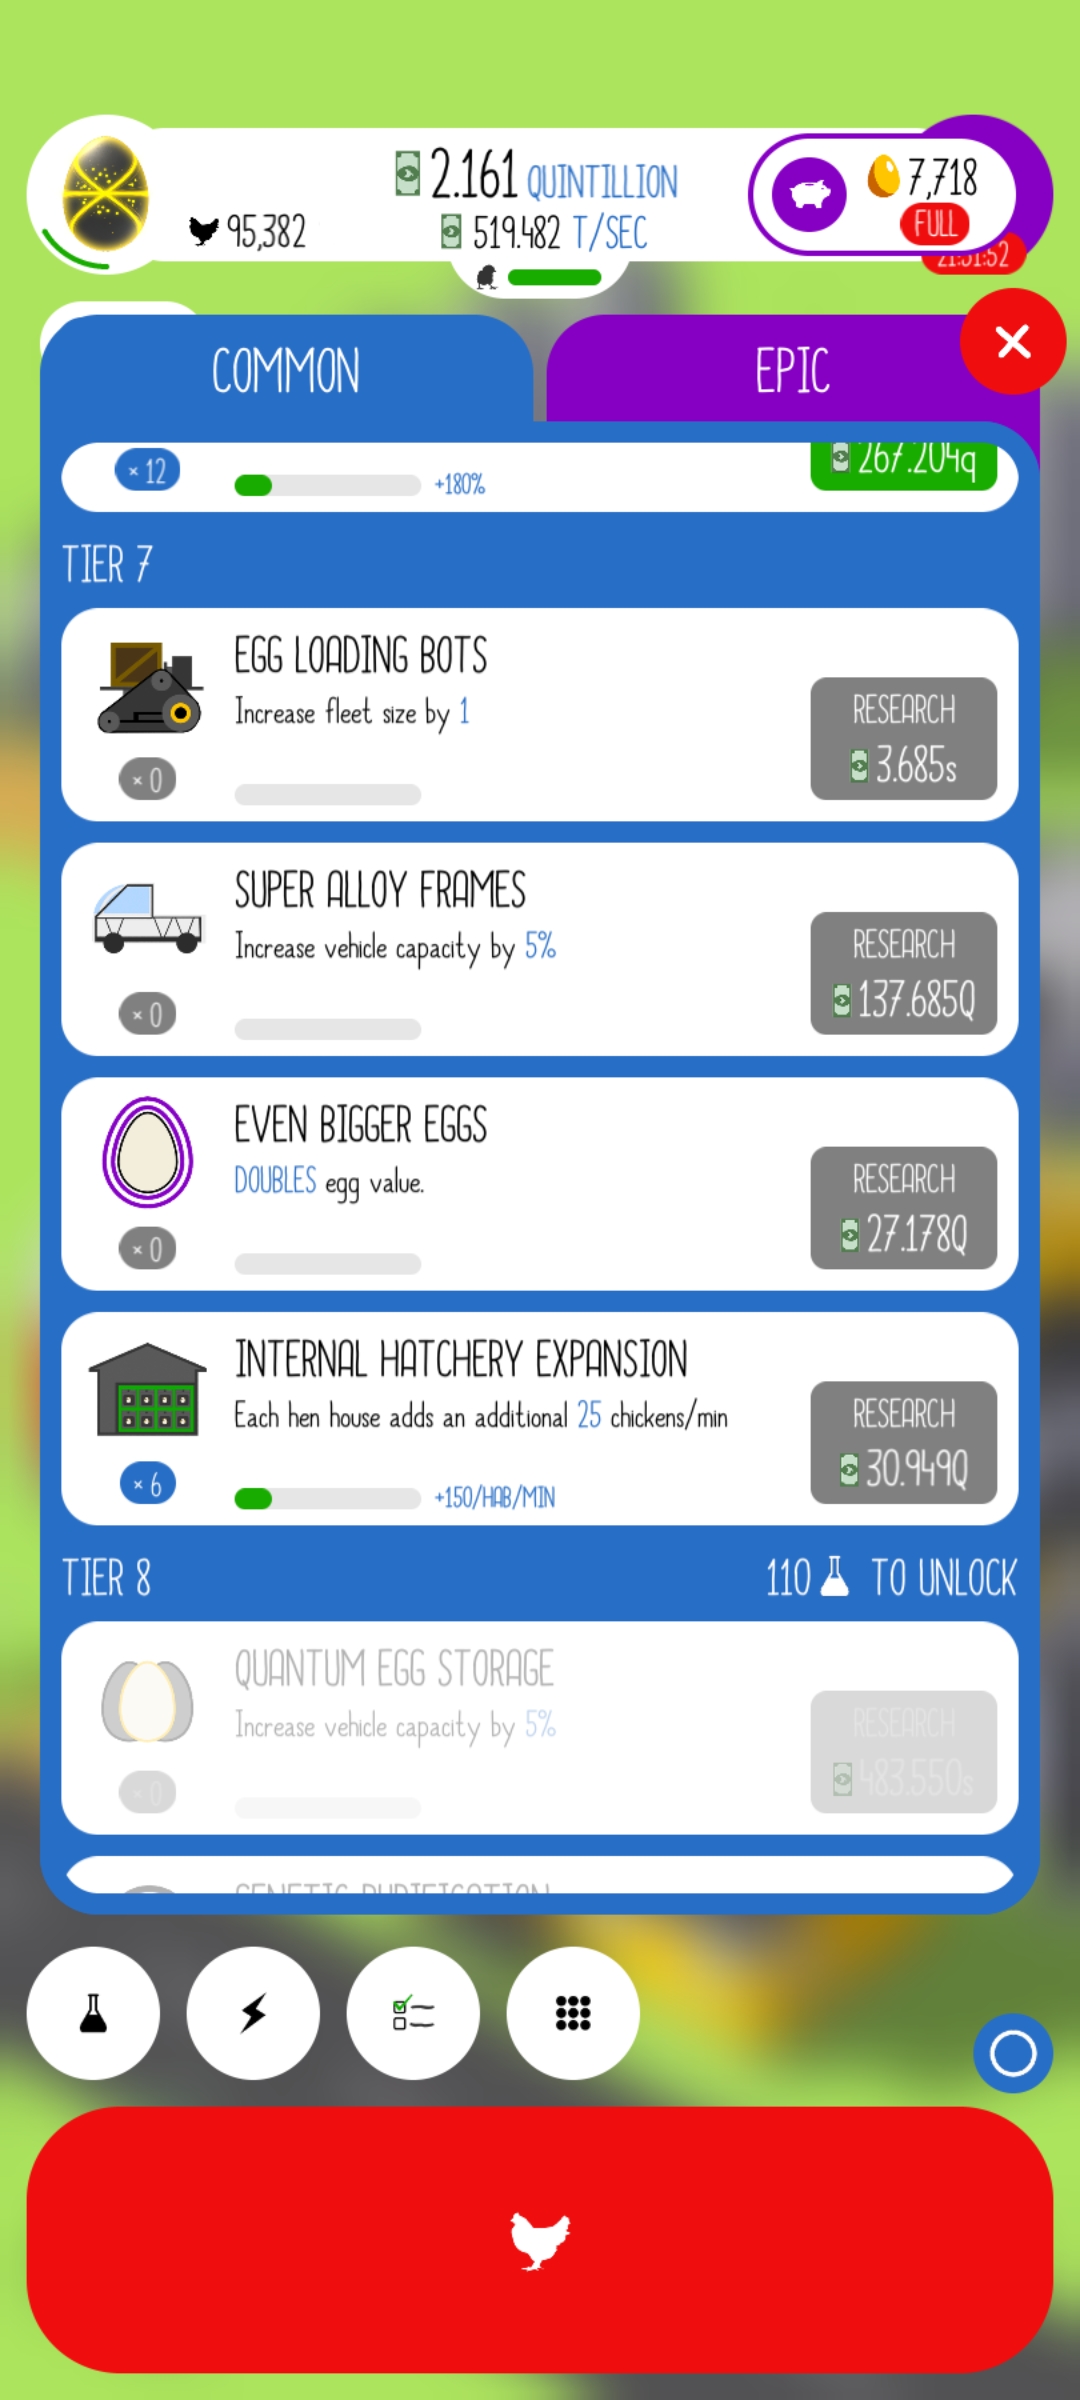 2.161 QUINTILLION
7,718
95,382
519.482 T/SEC
FULL
21:31:52
COMMON
EPIC
× 12
+180%
267.204q
TIER 7
EGG LOADING BOTS
Increase fleet size by 1
RESEARCH
3.685s
× 0
SUPER ALLOY FRAMES
Increase vehicle capacity by 5%
RESEARCH
137.685Q
× 0
EVEN BIGGER EGGS
DOUBLES egg value.
RESEARCH
27.178Q
× 0
INTERNAL HATCHERY EXPANSION
Each hen house adds an additional 25 chickens/min
RESEARCH
30.949Q
× 6
+150/HAB/MIN
TIER 8
110 TO UNLOCK
QUANTUM EGG STORAGE
Increase vehicle capacity by 5%
RESEARCH
483.550s
× 0
GENETIC PURIFICATION